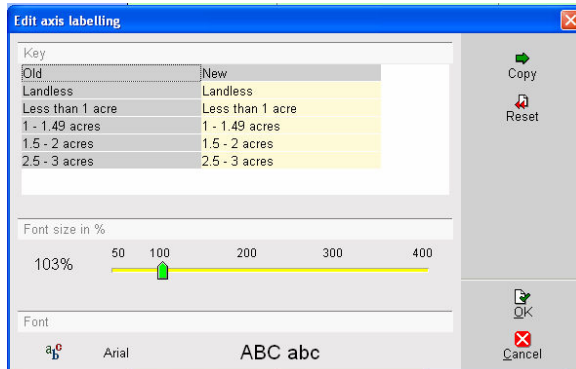 Edit axis labelling
Key
Old New
Landless Landless
Less than 1 acre Less than 1 acre
1 - 1.49 acres 1 - 1.49 acres
1.5 - 2 acres 1.5 - 2 acres
2.5 - 3 acres 2.5 - 3 acres
Copy
Reset
Font size in %
50 100 200 300 400
103%
Font
abc Arial ABC abc
OK
Cancel